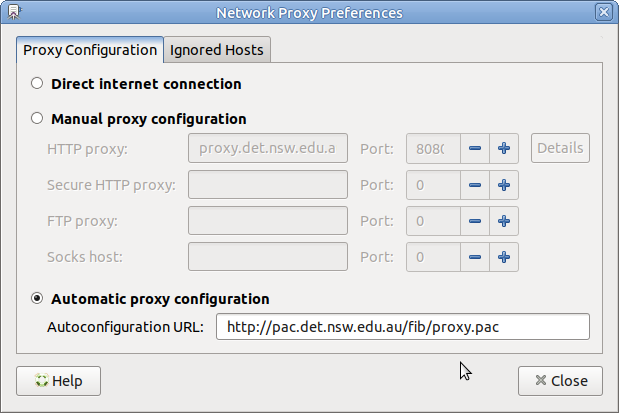 Network Proxy Preferences
Proxy Configuration Ignored Hosts
Direct internet connection
Manual proxy configuration
HTTP proxy: proxy.det.nsw.edu.a Port: 8080 Details
Secure HTTP proxy: Port: 0
FTP proxy: Port: 0
Socks host: Port: 0
Automatic proxy configuration
Autoconfiguration URL: http://pac.det.nsw.edu.au/fib/proxy.pac
Help Close